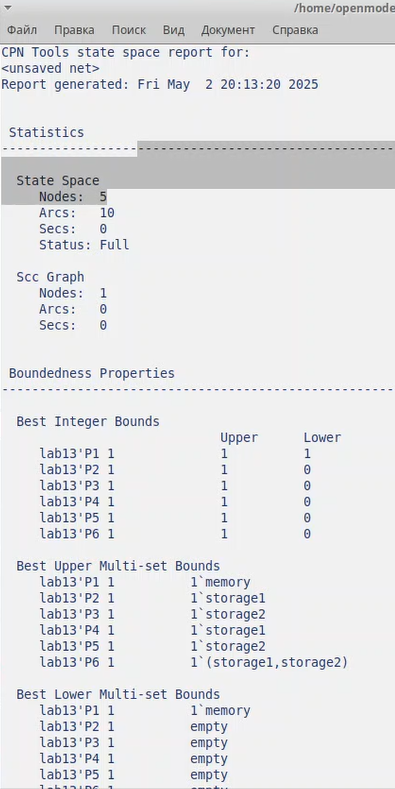 /home/openmode
Файл Правка Поиск Вид Документ Справка
CPN Tools state space report for:
<unsaved net>
Report generated: Fri May  2 20:13:20 2025
Statistics
------------------------------------------------
State Space
Nodes:  5
Arcs:   10
Secs:   0
Status: Full
Scc Graph
Nodes:  1
Arcs:   0
Secs:   0
Boundedness Properties
------------------------------------------------
Best Integer Bounds
Upper      Lower
lab13'P1 1             1          1
lab13'P2 1             1          0
lab13'P3 1             1          0
lab13'P4 1             1          0
lab13'P5 1             1          0
lab13'P6 1             1          0
Best Upper Multi-set Bounds
lab13'P1 1         1`memory
lab13'P2 1         1`storage1
lab13'P3 1         1`storage2
lab13'P4 1         1`storage1
lab13'P5 1         1`storage2
lab13'P6 1         1`(storage1,storage2)
Best Lower Multi-set Bounds
lab13'P1 1         1`memory
lab13'P2 1         empty
lab13'P3 1         empty
lab13'P4 1         empty
lab13'P5 1         empty